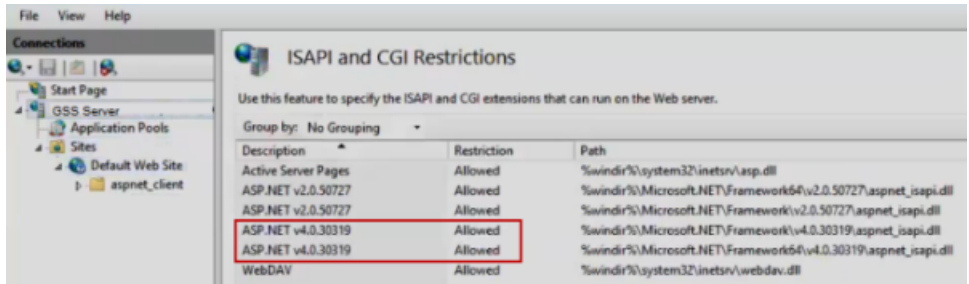 File View Help
Connections
ISAPI and CGI Restrictions
Start Page
GSS Server
Application Pools
Sites
Default Web Site
aspnet_client
Use this feature to specify the ISAPI and CGI extensions that can run on the Web server.
Group by: No Grouping
Description Restriction Path
Active Server Pages Allowed %windir%\system32\inetsrv\asp.dll
ASP.NET v2.0.50727 Allowed %windir%\Microsoft.NET\Framework64\v2.0.50727\aspnet_isapi.dll
ASP.NET v2.0.50727 Allowed %windir%\Microsoft.NET\Framework\v2.0.50727\aspnet_isapi.dll
ASP.NET v4.0.30319 Allowed %windir%\Microsoft.NET\Framework\v4.0.30319\aspnet_isapi.dll
ASP.NET v4.0.30319 Allowed %windir%\Microsoft.NET\Framework64\v4.0.30319\aspnet_isapi.dll
WebDAV Allowed %windir%\system32\inetsrv\webdav.dll